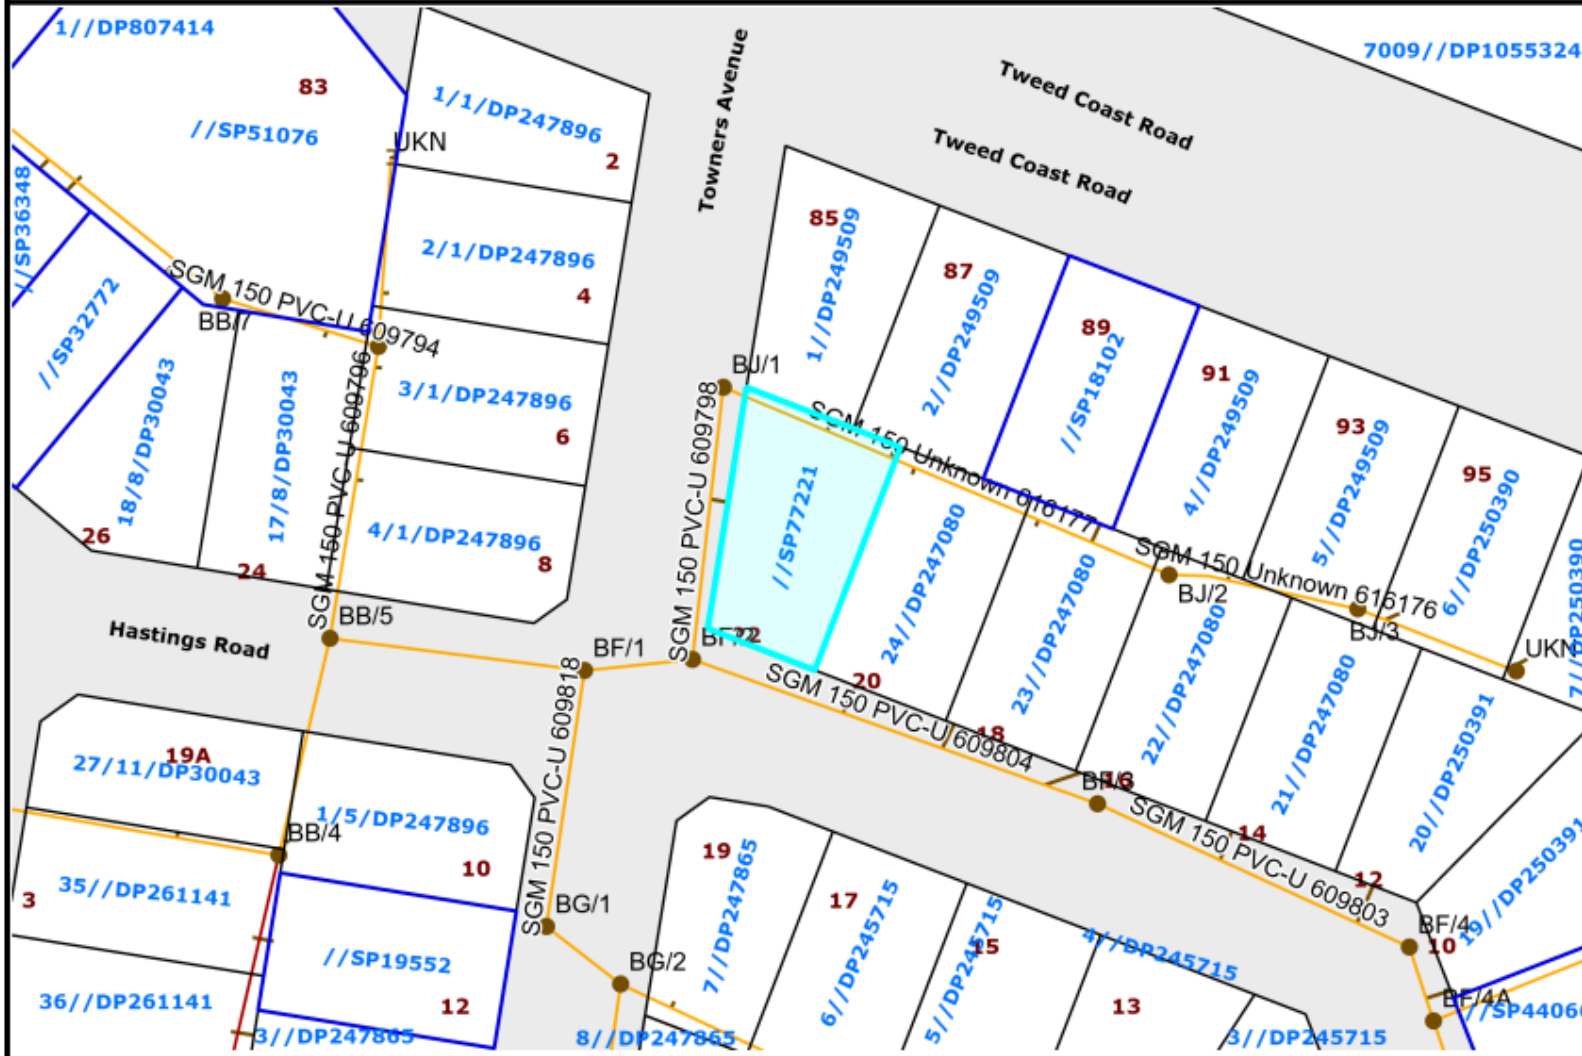 1//DP807414
7009//DP1055324
Tweed Coast Road
Towners Avenue
83
1/1/DP247896
//SP51076
UKN
2
Tweed Coast Road
//SP36348
85
1//DP249509
2/1/DP247896
4
87
2//DP249509
SGM 150 PVC-U 609794
BB/7
//SP32772
89
//SP18102
91
4//DP249509
BJ/1
3/1/DP247896
6
SGM 150 PVC-U 609796
18/8/DP30043
17/8/DP30043
SGM 150 PVC-U 609798
SGM 150 Unknown 616177
93
5//DP249509
95
6//DP250390
//SP77221
26
24
4/1/DP247896
8
24//DP247080
23//DP247080
SGM 150 Unknown 616176
BJ/2
BJ/3
7//DP250390
UKN
BB/5
Hastings Road
BF/1
22
20
SGM 150 PVC-U 609804
18
22//DP247080
21//DP247080
20//DP250391
SGM 150 PVC-U 609818
19A
27/11/DP30043
1/5/DP247896
BB/4
10
16
SGM 150 PVC-U 609803
14
12
19//DP250391
19
7//DP247865
17
6//DP245715
5//DP245715
15
4//DP245715
3
35//DP261141
BG/1
BF/4
10
//SP19552
BG/2
12
13
BF/4A
36//DP261141
3//DP247865
8//DP247865
3//DP245715